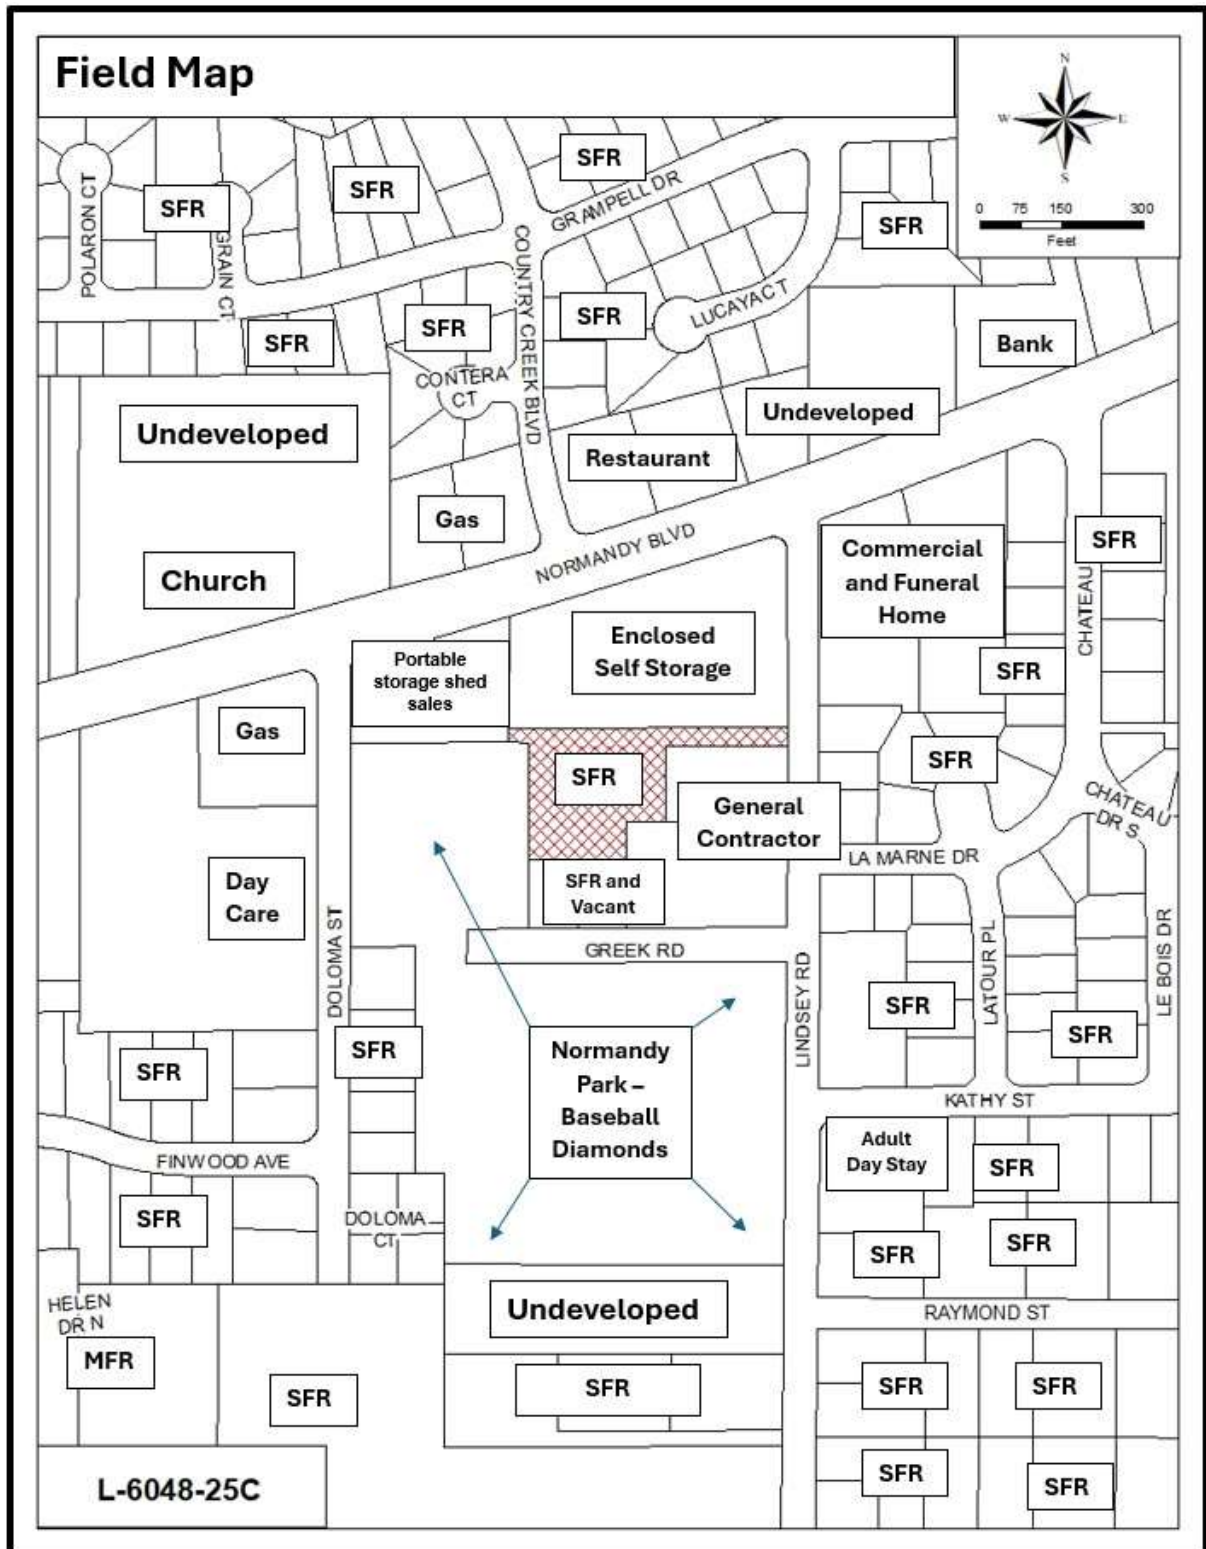 Field Map
N
W
E
S
0 75 150 300
Feet
SFR
SFR
SFR
SFR
GRAMPELL DR
POLARON CT
GRAIN CT
COUNTRY CREEK BLVD
LUCAYA CT
SFR
SFR
SFR
Bank
CONTERA
CT
Undeveloped
Undeveloped
Restaurant
Gas
NORMANDY BLVD
Church
Commercial
and Funeral
Home
SFR
CHATEAU
Enclosed
Self Storage
Portable
storage shed
sales
SFR
Gas
SFR
SFR
General
Contractor
CHATEAU
DR S
LA MARNE DR
Day
Care
SFR and
Vacant
DOLOMA ST
GREEK RD
LINDSEY RD
LATOUR PL
LE BOIS DR
SFR
SFR
SFR
SFR
Normandy
Park –
Baseball
Diamonds
KATHY ST
FINWOOD AVE
Adult
Day Stay
SFR
SFR
DOLOMA
CT
SFR
SFR
HELEN
DR N
Undeveloped
RAYMOND ST
MFR
SFR
SFR
SFR
SFR
L-6048-25C
SFR
SFR